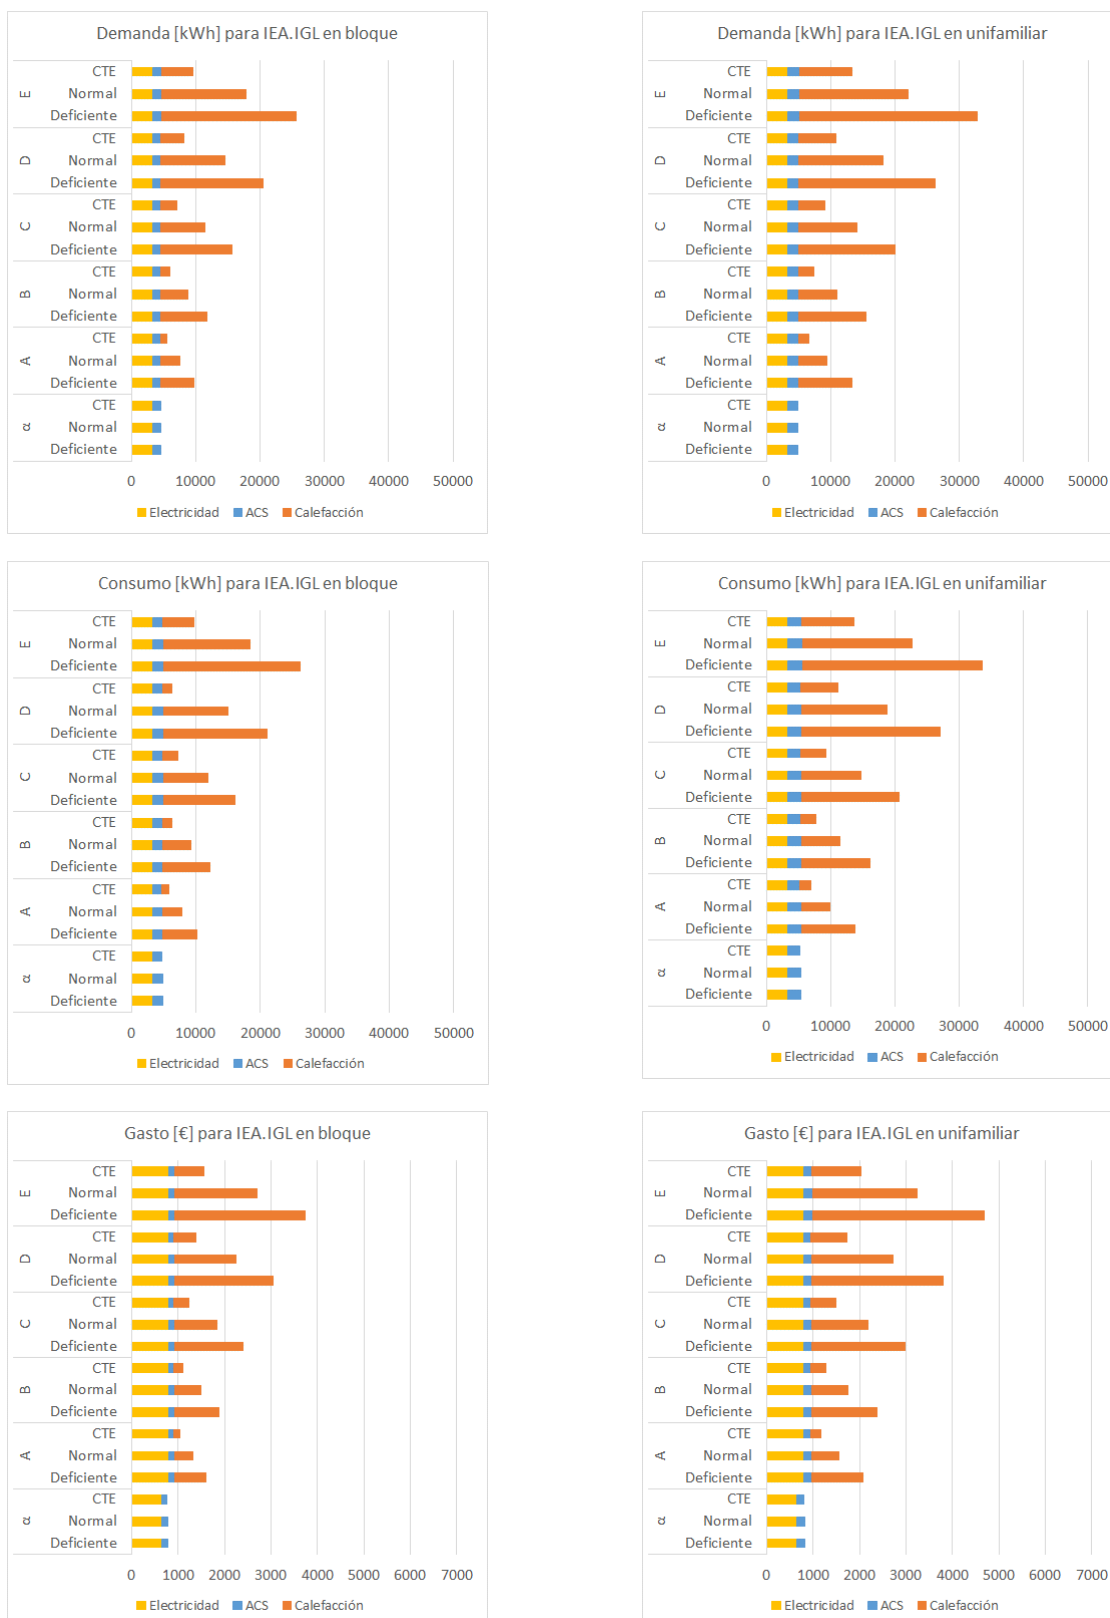 Demanda [kWh] para IEA.IGL en bloque
E
CTE
Normal
Deficiente
D
CTE
Normal
Deficiente
C
CTE
Normal
Deficiente
B
CTE
Normal
Deficiente
A
CTE
Normal
Deficiente
α
CTE
Normal
Deficiente
0 10000 20000 30000 40000 50000
Electricidad ACS Calefacción
Demanda [kWh] para IEA.IGL en unifamiliar
E
CTE
Normal
Deficiente
D
CTE
Normal
Deficiente
C
CTE
Normal
Deficiente
B
CTE
Normal
Deficiente
A
CTE
Normal
Deficiente
α
CTE
Normal
Deficiente
0 10000 20000 30000 40000 50000
Electricidad ACS Calefacción
Consumo [kWh] para IEA.IGL en bloque
E
CTE
Normal
Deficiente
D
CTE
Normal
Deficiente
C
CTE
Normal
Deficiente
B
CTE
Normal
Deficiente
A
CTE
Normal
Deficiente
α
CTE
Normal
Deficiente
0 10000 20000 30000 40000 50000
Electricidad ACS Calefacción
Consumo [kWh] para IEA.IGL en unifamiliar
E
CTE
Normal
Deficiente
D
CTE
Normal
Deficiente
C
CTE
Normal
Deficiente
B
CTE
Normal
Deficiente
A
CTE
Normal
Deficiente
α
CTE
Normal
Deficiente
0 10000 20000 30000 40000 50000
Electricidad ACS Calefacción
Gasto [€] para IEA.IGL en bloque
E
CTE
Normal
Deficiente
D
CTE
Normal
Deficiente
C
CTE
Normal
Deficiente
B
CTE
Normal
Deficiente
A
CTE
Normal
Deficiente
α
CTE
Normal
Deficiente
0 1000 2000 3000 4000 5000 6000 7000
Electricidad ACS Calefacción
Gasto [€] para IEA.IGL en unifamiliar
E
CTE
Normal
Deficiente
D
CTE
Normal
Deficiente
C
CTE
Normal
Deficiente
B
CTE
Normal
Deficiente
A
CTE
Normal
Deficiente
α
CTE
Normal
Deficiente
0 1000 2000 3000 4000 5000 6000 7000
Electricidad ACS Calefacción